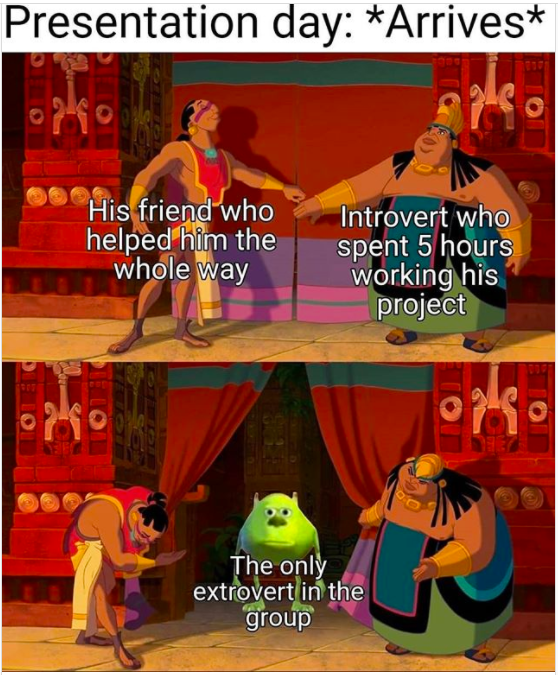 Presentation day: *Arrives*
His friend who
helped him the
whole way
Introvert who
spent 5 hours
working his
project
The only
extrovert in the
group